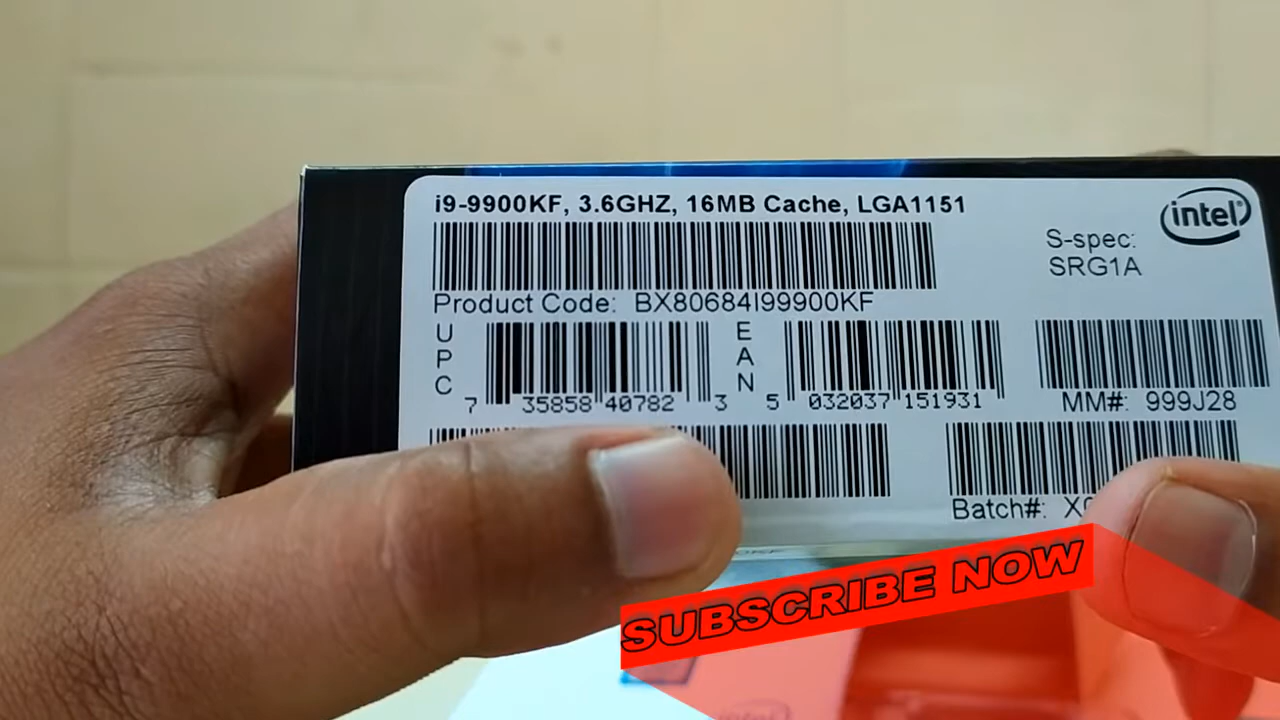 i9-9900KF, 3.6GHZ, 16MB Cache, LGA1151
intel
S-spec:
SRG1A
Product Code: BX80684I99900KF
UPC
7 35858 40782 3
EAN
5 032037 151931
MM#: 999J28
Batch#:
SUBSCRIBE NOW